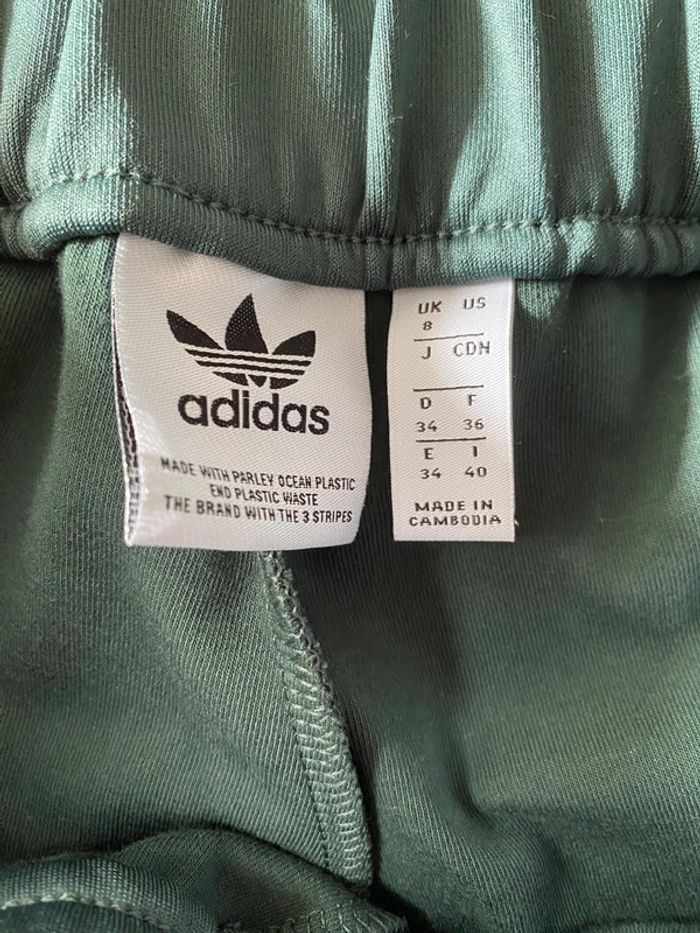 adidas
MADE WITH PARLEY OCEAN PLASTIC
END PLASTIC WASTE
THE BRAND WITH THE 3 STRIPES
UK US
8
J CDN
D F
34 36
E I
34 40
MADE IN
CAMBODIA